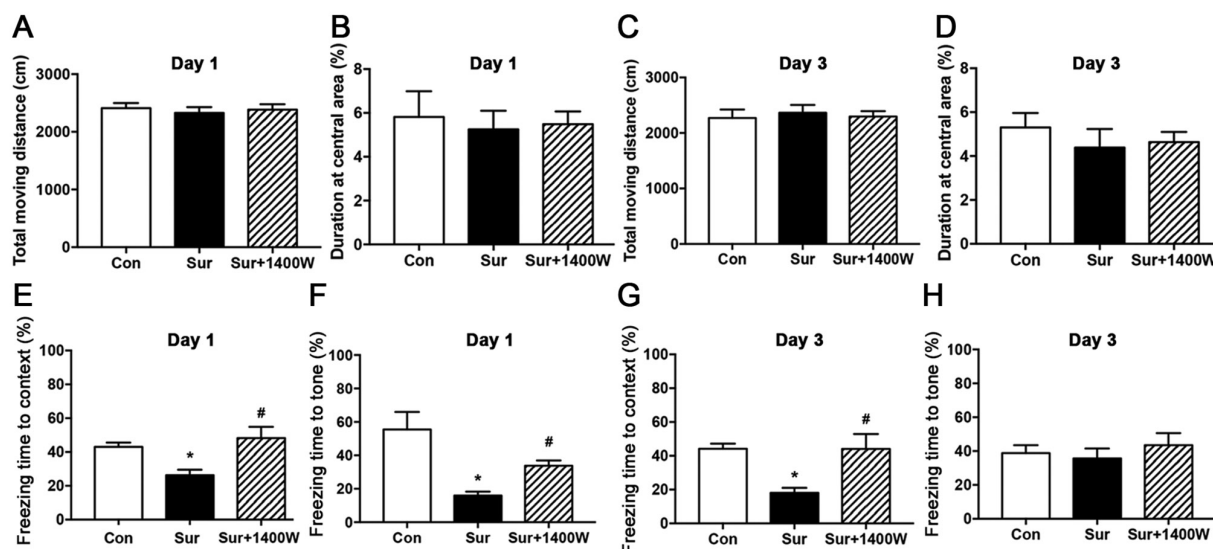 A
Day 1
Total moving distance (cm)
3000
2000
1000
0
Con Sur Sur+1400W
B
Day 1
Duration at central area (%)
8
6
4
2
0
Con Sur Sur+1400W
C
Day 3
Total moving distance (cm)
3000
2000
1000
0
Con Sur Sur+1400W
D
Day 3
Duration at central area (%)
8
6
4
2
0
Con Sur Sur+1400W
E
Day 1
Freezing time to context (%)
100
80
60
40
20
0
*
#
Con Sur Sur+1400W
F
Day 1
Freezing time to tone (%)
100
80
60
40
20
0
*
#
Con Sur Sur+1400W
G
Day 3
Freezing time to context (%)
100
80
60
40
20
0
*
#
Con Sur Sur+1400W
H
Day 3
Freezing time to tone (%)
100
80
60
40
20
0
Con Sur Sur+1400W